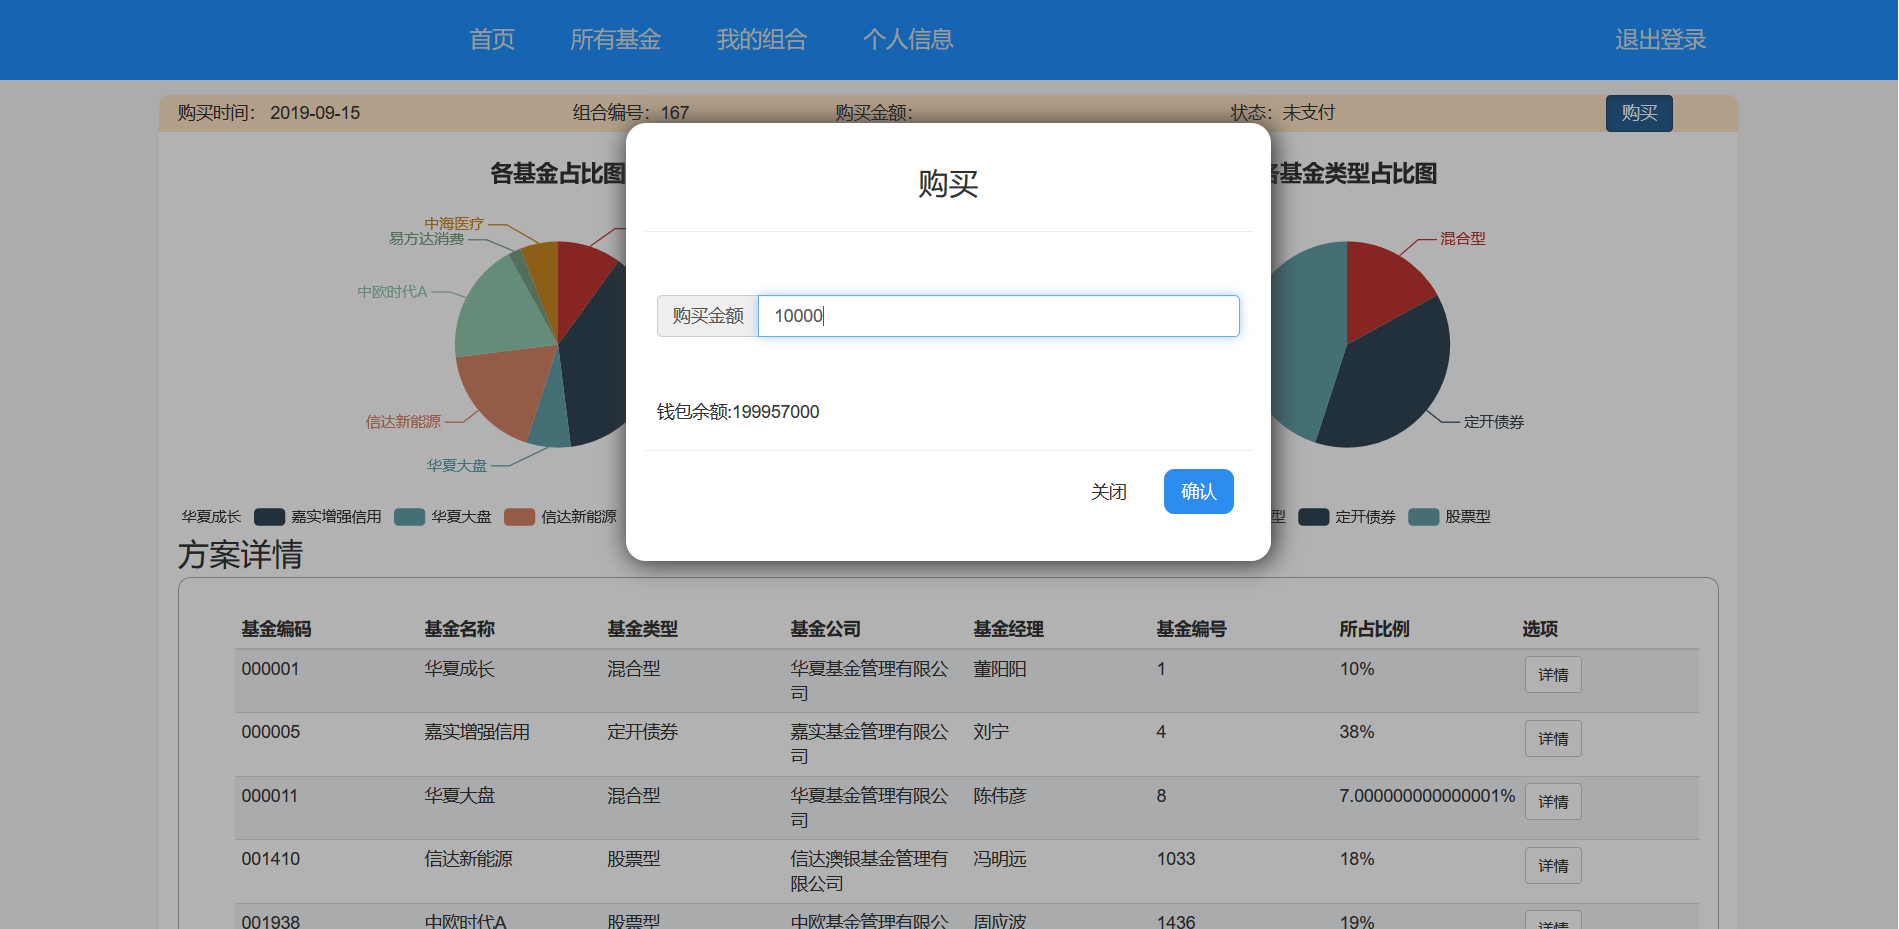 首页 所有基金 我的组合 个人信息 退出登录
购买时间： 2019-09-15 组合编号：167 购买金额： 状态：未支付 购买
各基金占比图
基金类型占比图
购买
中海医疗
易方达消费
中欧时代A
信达新能源
华夏大盘
混合型
定开债券
购买金额 10000
钱包余额:199957000
关闭 确认
华夏成长 嘉实增强信用 华夏大盘 信达新能源
型 定开债券 股票型
方案详情
基金编码 基金名称 基金类型 基金公司 基金经理 基金编号 所占比例 选项
000001 华夏成长 混合型 华夏基金管理有限公 董阳阳 1 10% 详情
司
000005 嘉实增强信用 定开债券 嘉实基金管理有限公 刘宁 4 38% 详情
司
000011 华夏大盘 混合型 华夏基金管理有限公 陈伟彦 8 7.000000000000001% 详情
司
001410 信达新能源 股票型 信达澳银基金管理有 冯明远 1033 18% 详情
限公司
001938 中欧时代A 股票型 中欧基金管理有限公 周应波 1436 19% 详情